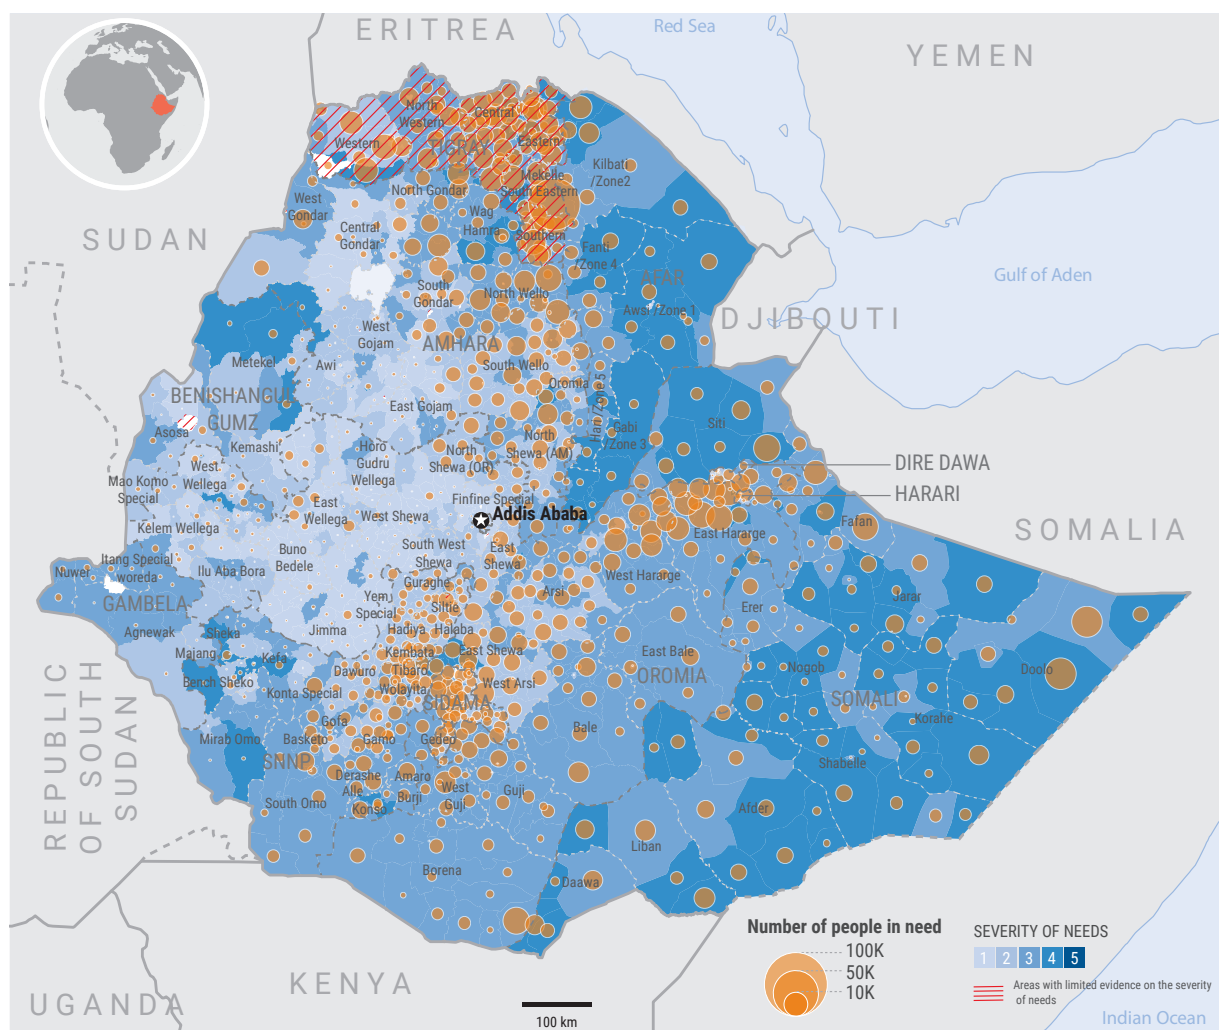 ERITREA
Red Sea
YEMEN
SUDAN
Gulf of Aden
DJIBOUTI
North
Western
Central
Western
TIGRAY
Eastern
Mekelle
South Eastern
Southern
Kilbati
/Zone2
North Gondar
West
Gondar
Central
Gondar
Wag
Hamra
Fanti
/Zone 4
AFAR
Awsi /Zone 1
South
Gondar
North Wello
West
Gojam
AMHARA
South Wello
Metekel
Awi
Oromia
Hari /Zone 5
BENISHANGUL
GUMZ
East Gojam
Siti
Gabi
/Zone 3
Asosa
Kemashi
Horo
Gudru
Wellega
North
Shewa (OR)
North
Shewa (AM)
West
Wellega
Mao Komo
Special
DIRE DAWA
HARARI
East
Wellega
West Shewa
Finfine Special
Addis Ababa
Kelem Wellega
Fafan
East Hararge
SOMALIA
South West
Shewa
East
Shewa
Buno
Bedele
Itang Special
woreda
Nuwer
Ilu Aba Bora
West Hararge
Guraghe
GAMBELA
Yem
Special
Siltie
Arsi
Erer
Jarar
Agnewak
Sheka
Jimma
Hadiya
Halaba
Majang
Kefa
Kembata
Tibaro
East Shewa
East Bale
Nogob
Doolo
Bench Sheko
Dawuro
Konta Special
Wolayita
West Arsi
OROMIA
SOMALI
SIDAMA
Korahe
Gofa
Bale
Mirab Omo
Basketo
Gamo
Gedeo
SNNP
Shabelle
Derashe
Alle
Amaro
Burji
West
Guji
Guji
South Omo
Konso
Afder
Liban
Borena
Daawa
REPUBLIC
OF SOUTH
SUDAN
UGANDA
KENYA
Number of people in need
100K
50K
10K
SEVERITY OF NEEDS
1 2 3 4 5
Areas with limited evidence on the severity
of needs
100 km
Indian Ocean